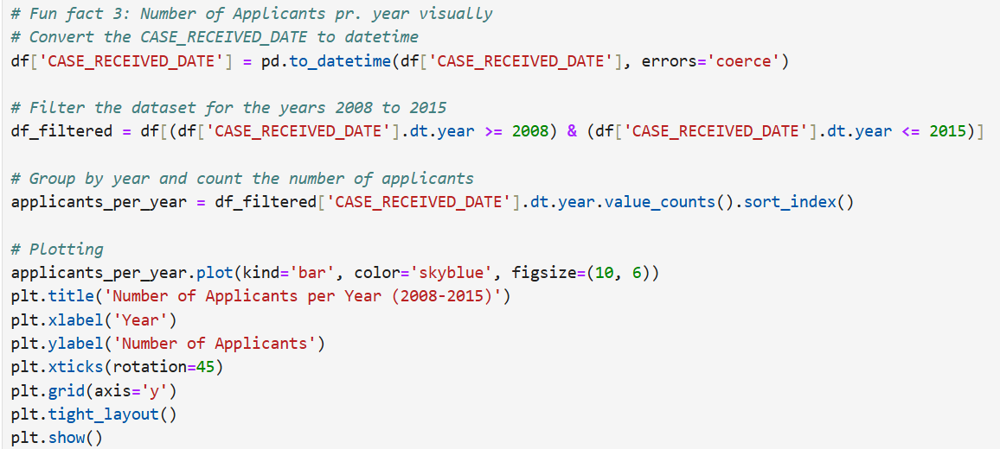 # Fun fact 3: Number of Applicants pr. year visually
# Convert the CASE_RECEIVED_DATE to datetime
df['CASE_RECEIVED_DATE'] = pd.to_datetime(df['CASE_RECEIVED_DATE'], errors='coerce')
# Filter the dataset for the years 2008 to 2015
df_filtered = df[(df['CASE_RECEIVED_DATE'].dt.year >= 2008) & (df['CASE_RECEIVED_DATE'].dt.year <= 2015)]
# Group by year and count the number of applicants
applicants_per_year = df_filtered['CASE_RECEIVED_DATE'].dt.year.value_counts().sort_index()
# Plotting
applicants_per_year.plot(kind='bar', color='skyblue', figsize=(10, 6))
plt.title('Number of Applicants per Year (2008-2015)')
plt.xlabel('Year')
plt.ylabel('Number of Applicants')
plt.xticks(rotation=45)
plt.grid(axis='y')
plt.tight_layout()
plt.show()